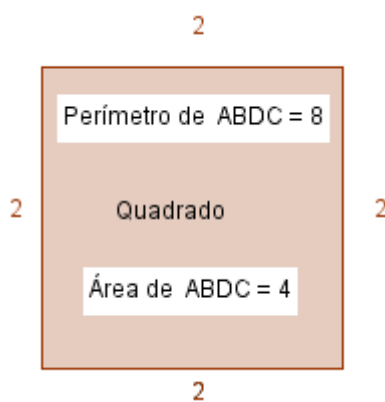 2
Perímetro de ABDC = 8
2 Quadrado 2
Área de ABDC = 4
2